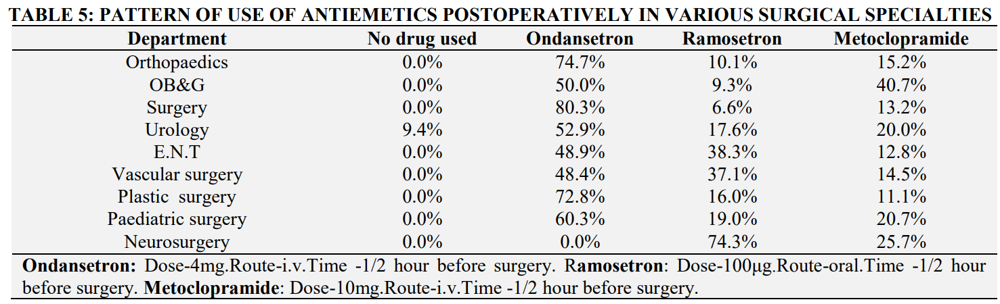 TABLE 5: PATTERN OF USE OF ANTIEMETICS POSTOPERATIVELY IN VARIOUS SURGICAL SPECIALTIES
Department No drug used Ondansetron Ramosetron Metoclopramide
Orthopaedics 0.0% 74.7% 10.1% 15.2%
OB&G 0.0% 50.0% 9.3% 40.7%
Surgery 0.0% 80.3% 6.6% 13.2%
Urology 9.4% 52.9% 17.6% 20.0%
E.N.T 0.0% 48.9% 38.3% 12.8%
Vascular surgery 0.0% 48.4% 37.1% 14.5%
Plastic surgery 0.0% 72.8% 16.0% 11.1%
Paediatric surgery 0.0% 60.3% 19.0% 20.7%
Neurosurgery 0.0% 0.0% 74.3% 25.7%
Ondansetron: Dose-4mg.Route-i.v.Time -1/2 hour before surgery. Ramosetron: Dose-100μg.Route-oral.Time -1/2 hour
before surgery. Metoclopramide: Dose-10mg.Route-i.v.Time -1/2 hour before surgery.